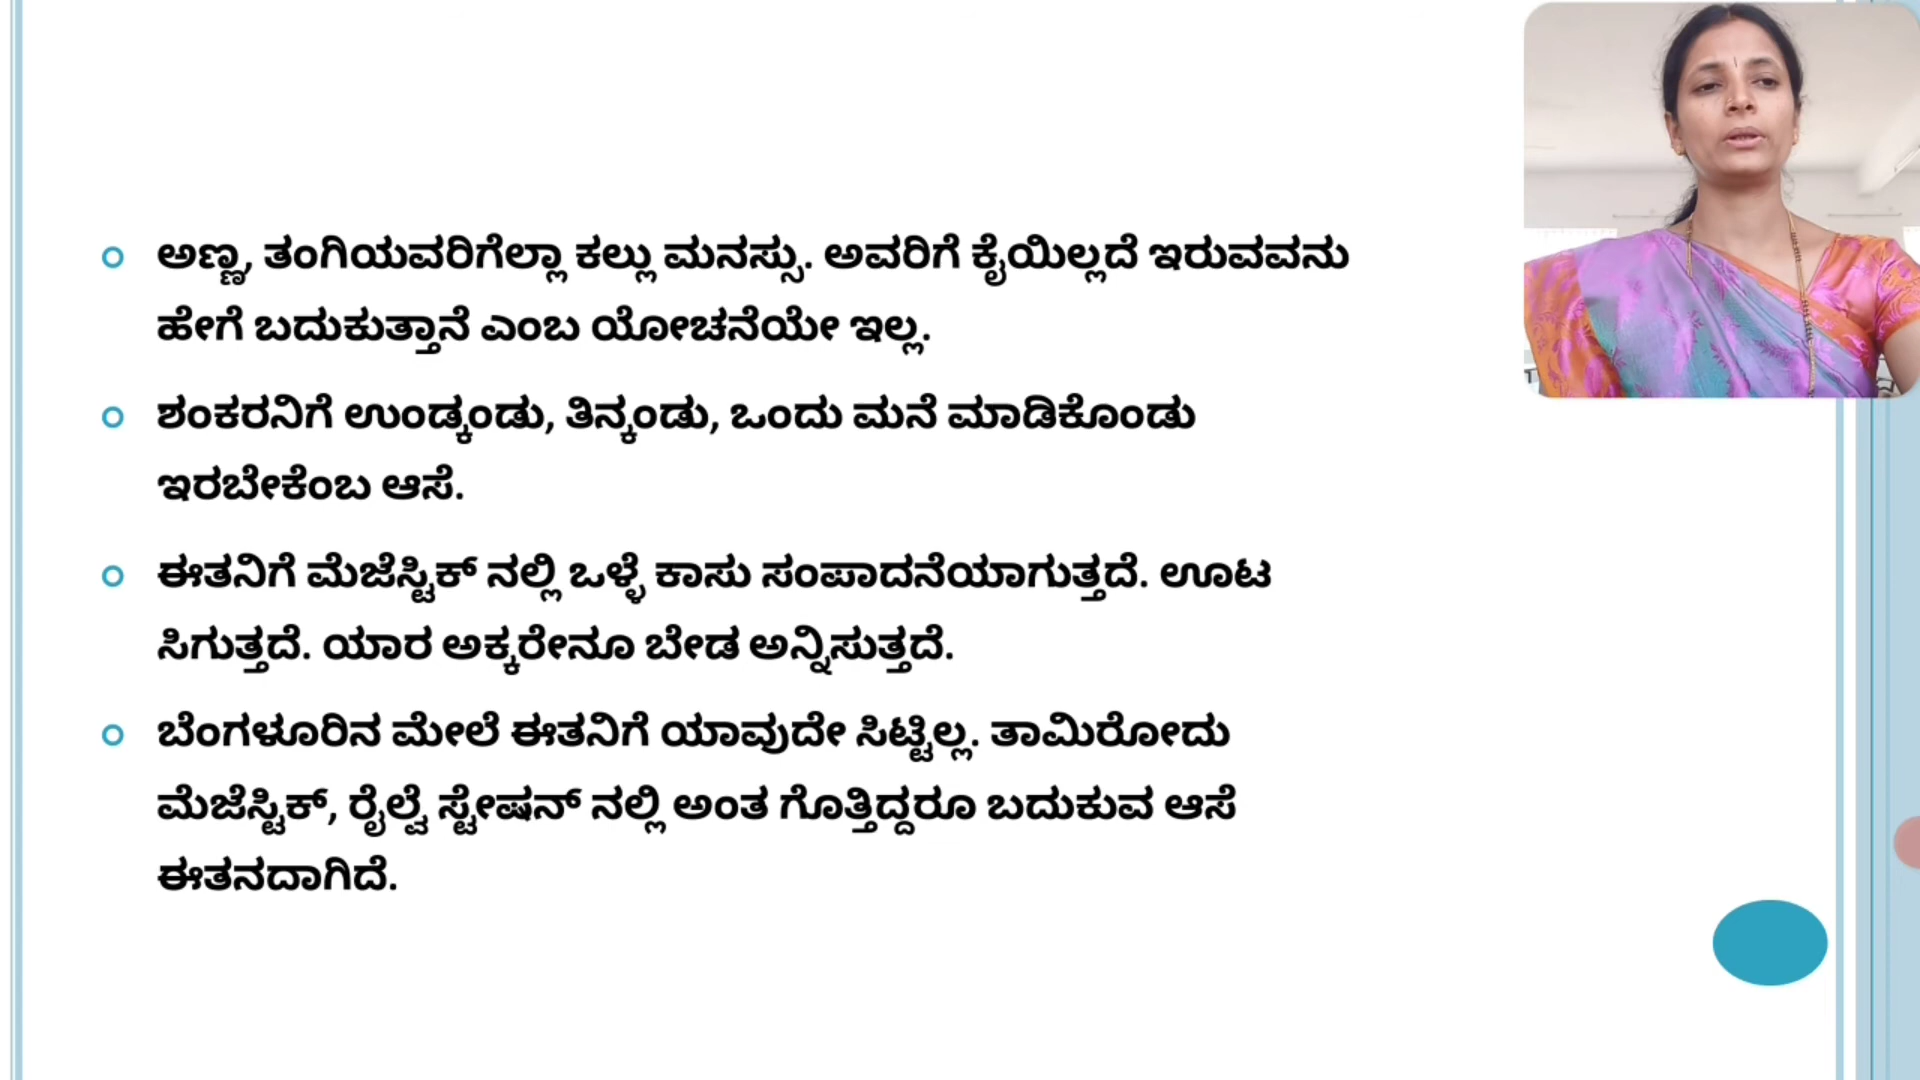 ಅಣ್ಣ, ತಂಗಿಯವರಿಗೆಲ್ಲಾ ಕಲ್ಲು ಮನಸ್ಸು. ಅವರಿಗೆ ಕೈಯಿಲ್ಲದೆ ಇರುವವನು
ಹೇಗೆ ಬದುಕುತ್ತಾನೆ ಎಂಬ ಯೋಚನೆಯೇ ಇಲ್ಲ.
ಶಂಕರನಿಗೆ ಉಂಡ್ಕಂಡು, ತಿನ್ಕಂಡು, ಒಂದು ಮನೆ ಮಾಡಿಕೊಂಡು
ಇರಬೇಕೆಂಬ ಆಸೆ.
ಈತನಿಗೆ ಮೆಜೆಸ್ಟಿಕ್ ನಲ್ಲಿ ಒಳ್ಳೆ ಕಾಸು ಸಂಪಾದನೆಯಾಗುತ್ತದೆ. ಊಟ
ಸಿಗುತ್ತದೆ. ಯಾರ ಅಕ್ಕರೇನೂ ಬೇಡ ಅನ್ನಿಸುತ್ತದೆ.
ಬೆಂಗಳೂರಿನ ಮೇಲೆ ಈತನಿಗೆ ಯಾವುದೇ ಸಿಟ್ಟಿಲ್ಲ. ತಾಮಿರೋದು
ಮೆಜೆಸ್ಟಿಕ್, ರೈಲ್ವೆ ಸ್ಟೇಷನ್ ನಲ್ಲಿ ಅಂತ ಗೊತ್ತಿದ್ದರೂ ಬದುಕುವ ಆಸೆ
ಈತನದಾಗಿದೆ.